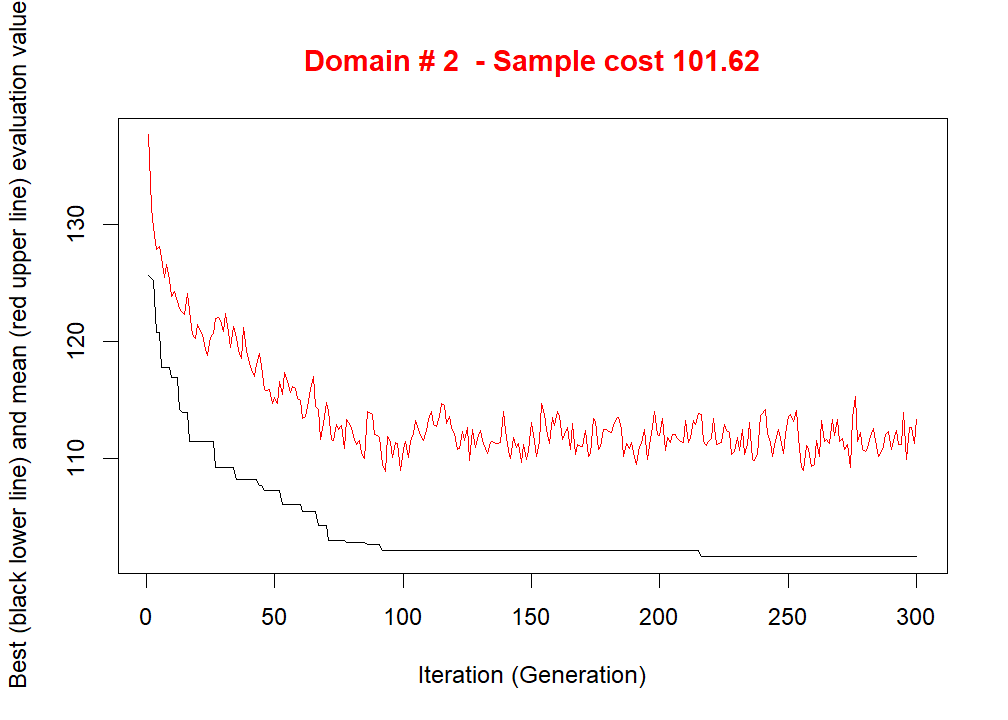 Domain # 2  - Sample cost 101.62
Best (black lower line) and mean (red upper line) evaluation value
130
120
110
0 50 100 150 200 250 300
Iteration (Generation)